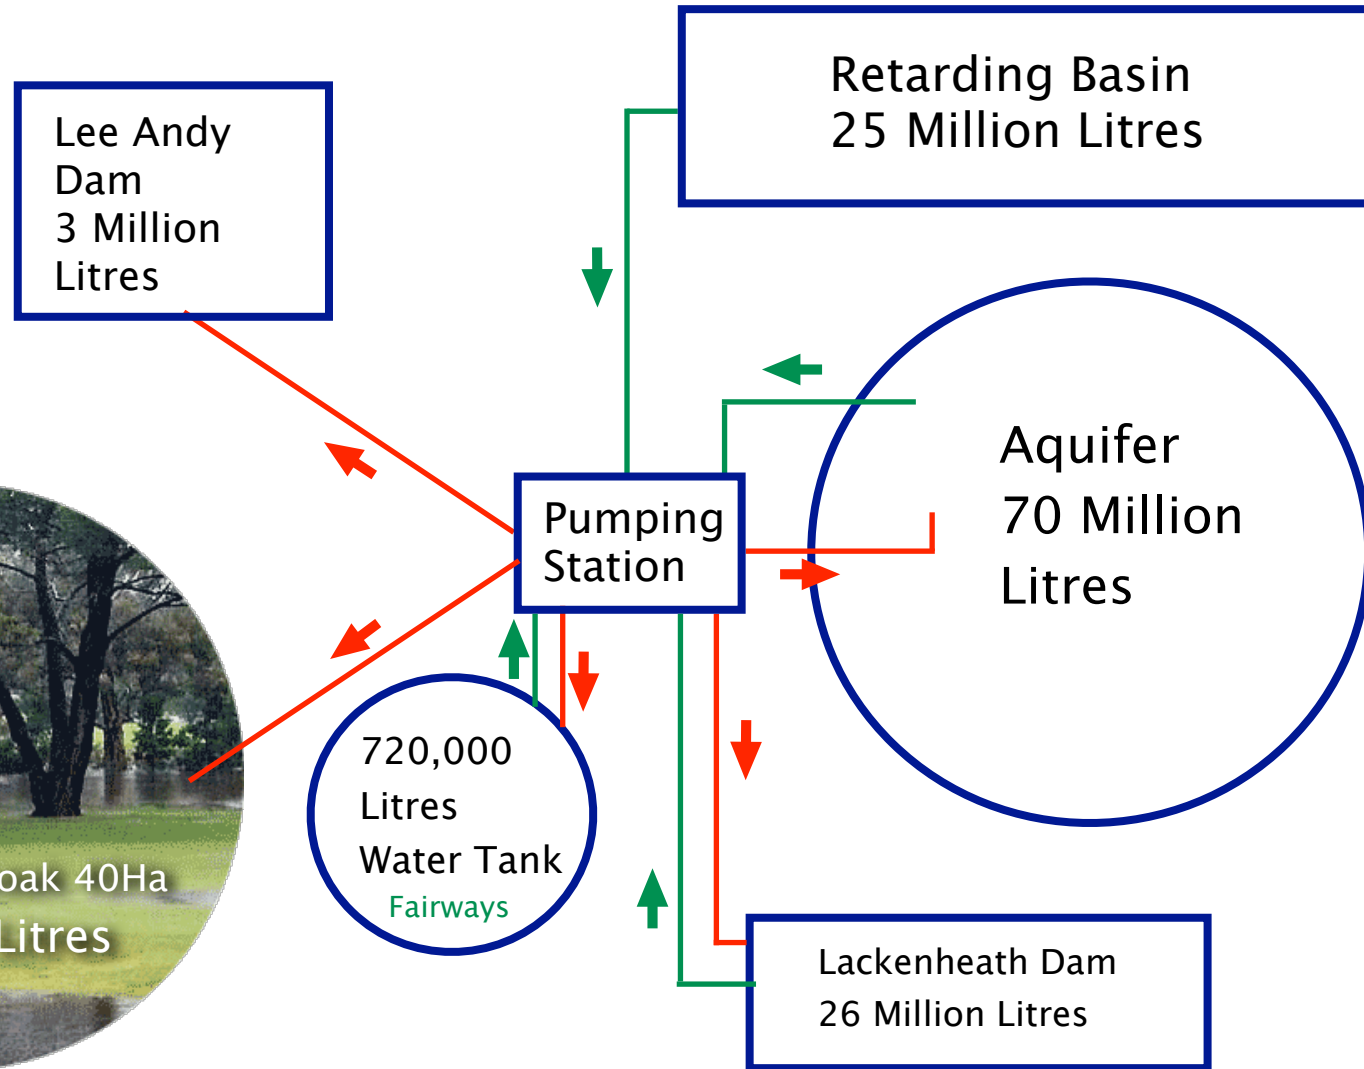 Retarding Basin
25 Million Litres
Lee Andy
Dam
3 Million
Litres
Aquifer
70 Million
Litres
Pumping
Station
720,000
Litres
Water Tank
Fairways
oak 40Ha
Litres
Lackenheath Dam
26 Million Litres